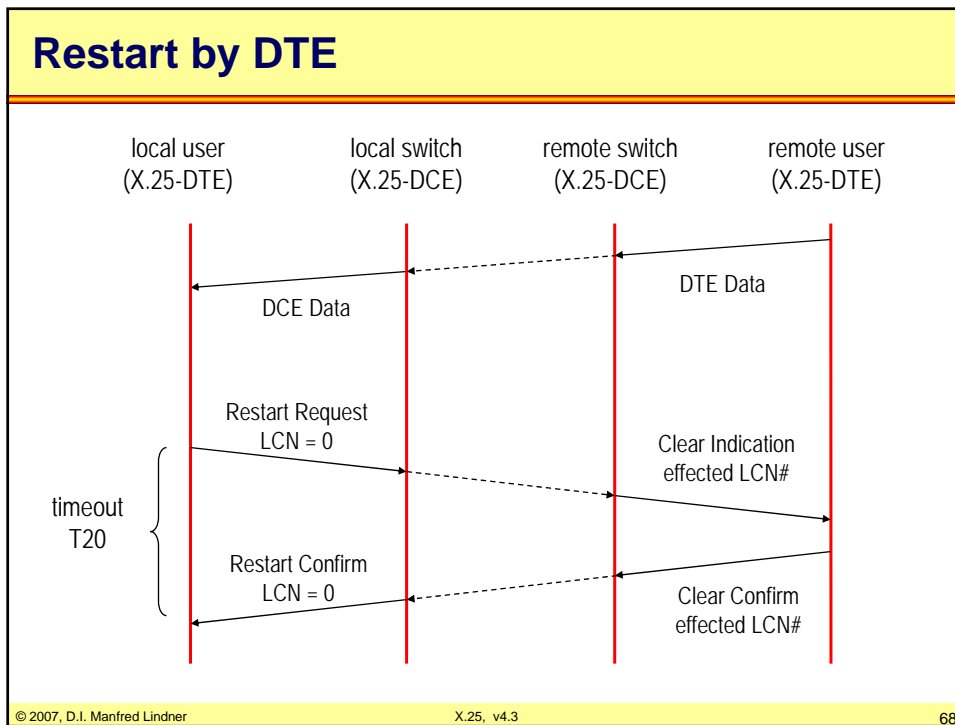 Restart by DTE
local user
(X.25-DTE)
local switch
(X.25-DCE)
remote switch
(X.25-DCE)
remote user
(X.25-DTE)
DCE Data
DTE Data
Restart Request
LCN = 0
Clear Indication
effected LCN#
timeout
T20
Restart Confirm
LCN = 0
Clear Confirm
effected LCN#
© 2007, D.I. Manfred Lindner
X.25, v4.3
68